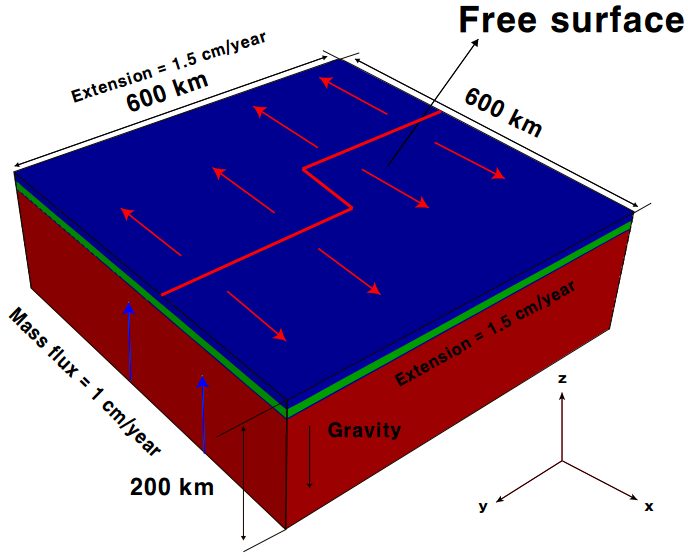 Free surface
Extension = 1.5 cm/year
600 km
600 km
Extension = 1.5 cm/year
Mass flux = 1 cm/year
Gravity
200 km
z
y
x